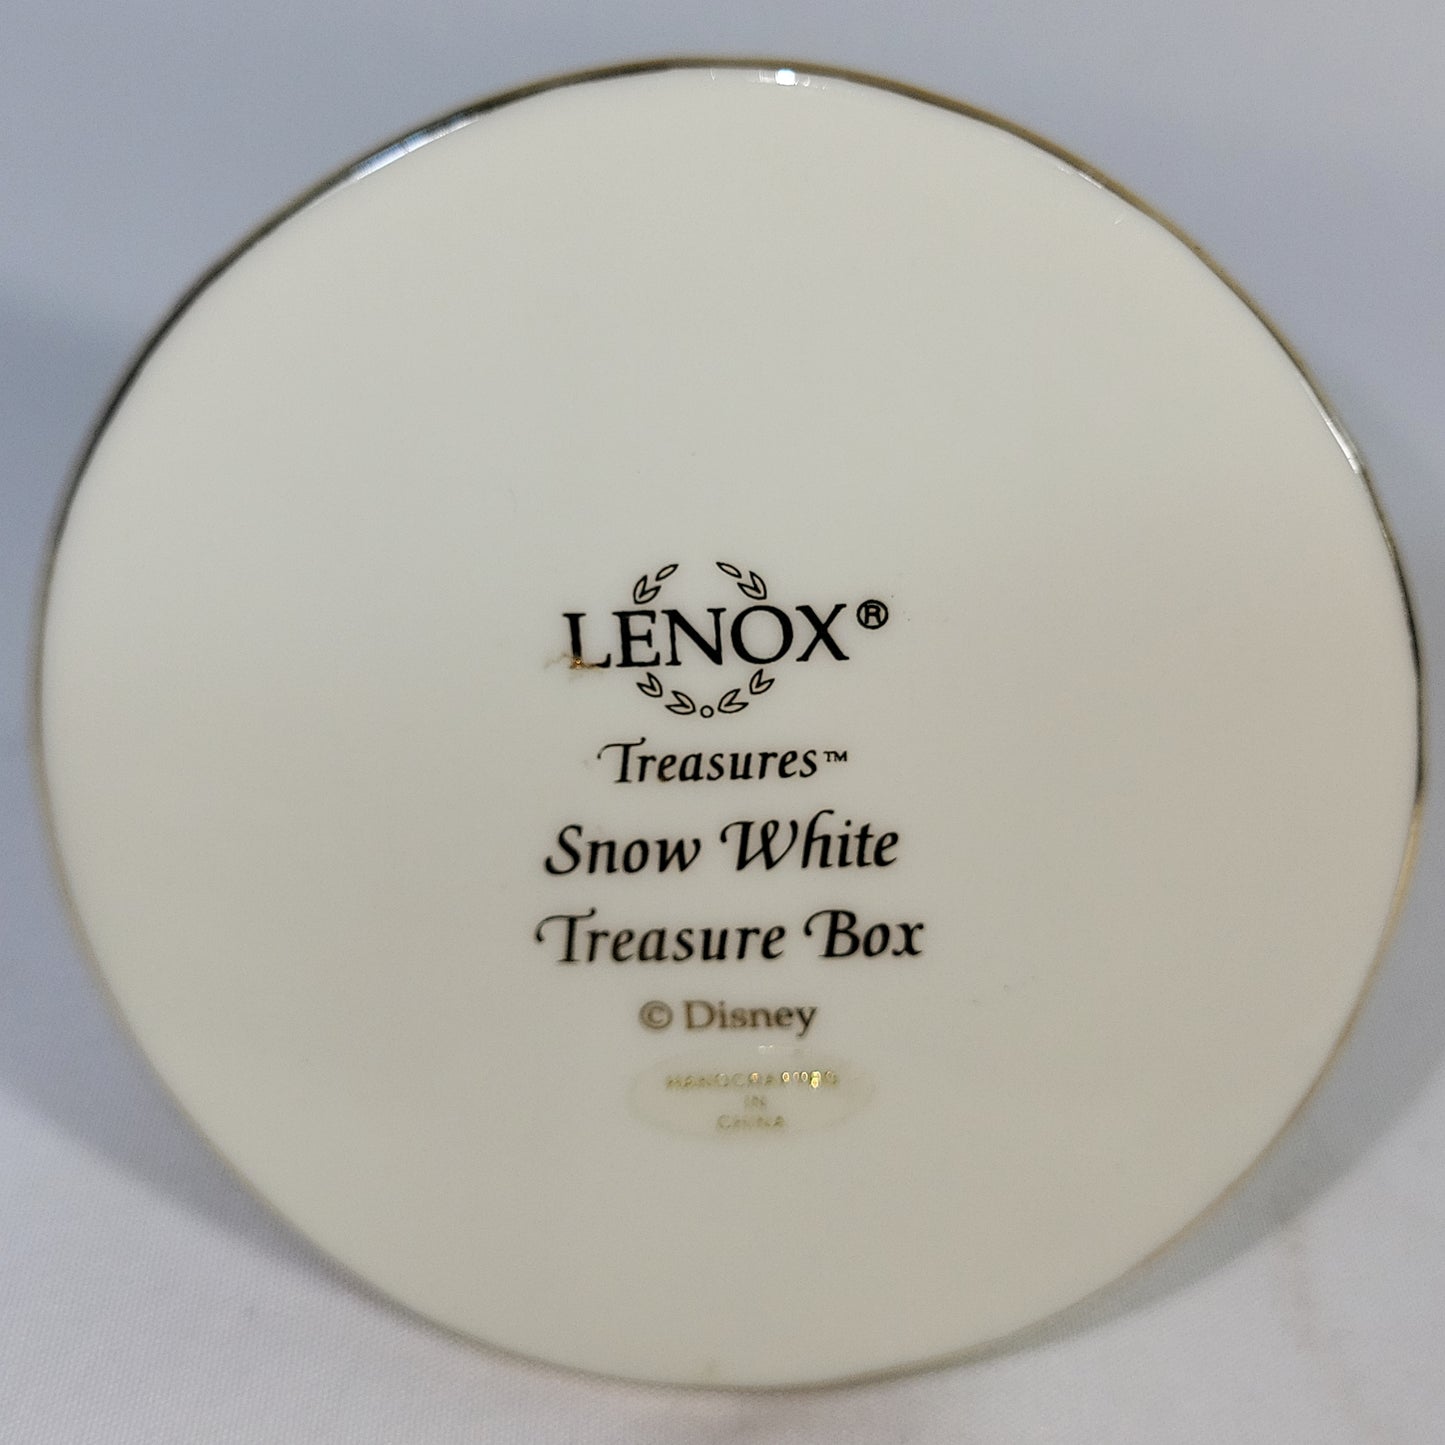 LENOX®
Treasures™
Snow White
Treasure Box
© Disney
HANDCRAFTED
IN
CHINA